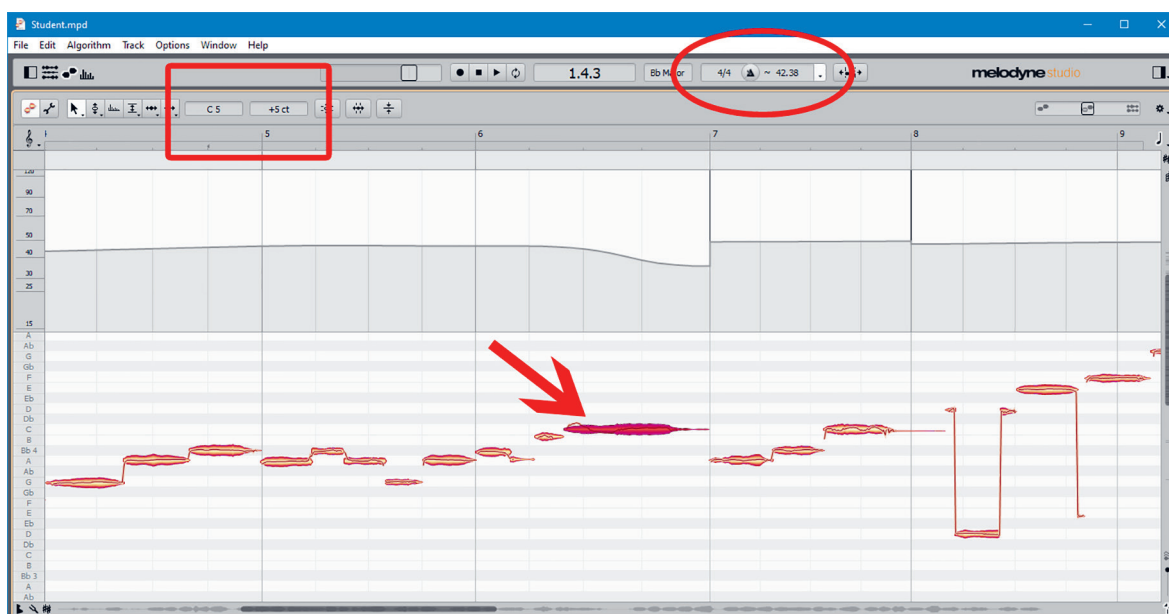 Student.mpd
File Edit Algorithm Track Options Window Help
1.4.3 Bb Major 4/4 ~ 42.38 melodyne studio
C 5 +5 ct
5 6 7 8 9
120
90
70
50
40
30
25
15
A
Ab
G
Gb
F
E
Eb
D
Db
C
B
Bb 4
A
Ab
G
Gb
F
E
Eb
D
Db
C
B
Bb 3
A
Ab